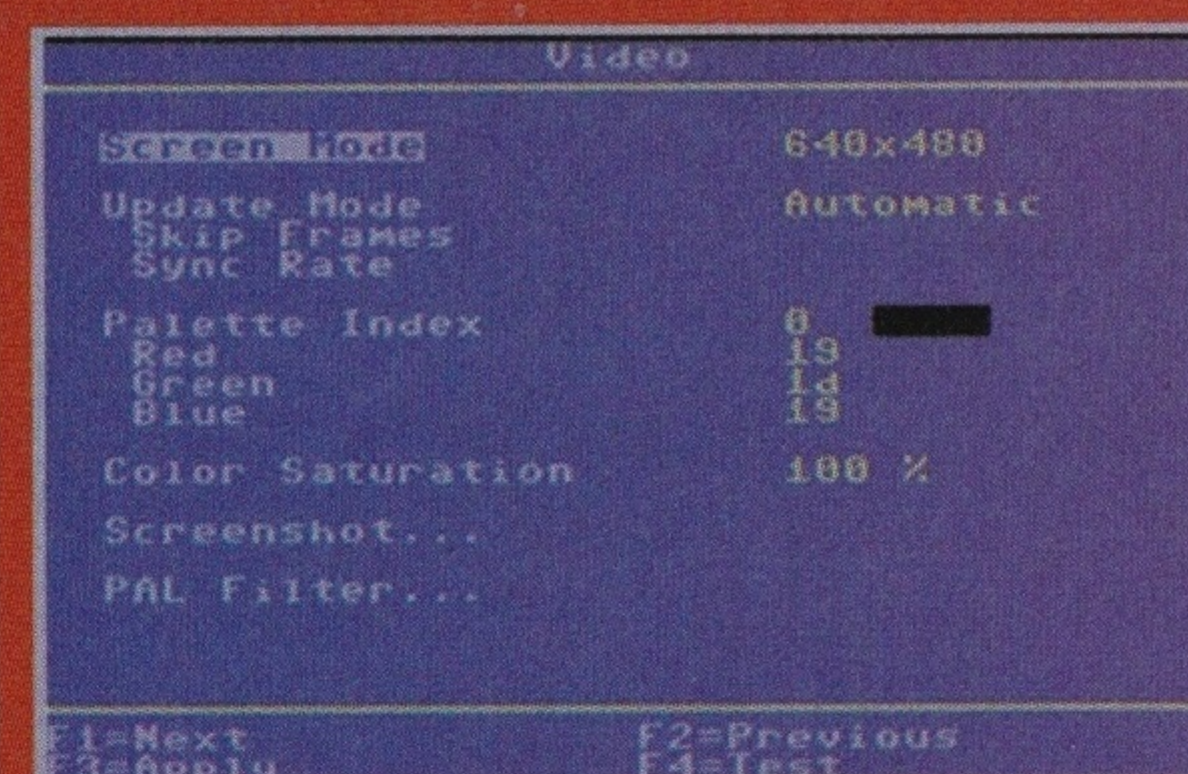 Video
Screen Mode 640x480
Update Mode Automatic
Skip Frames
Sync Rate
Palette Index 0
Red 19
Green 1d
Blue 19
Color Saturation 100 %
Screenshot...
PAL Filter...
F1=Next F2=Previous
F3=Apply F4=Test